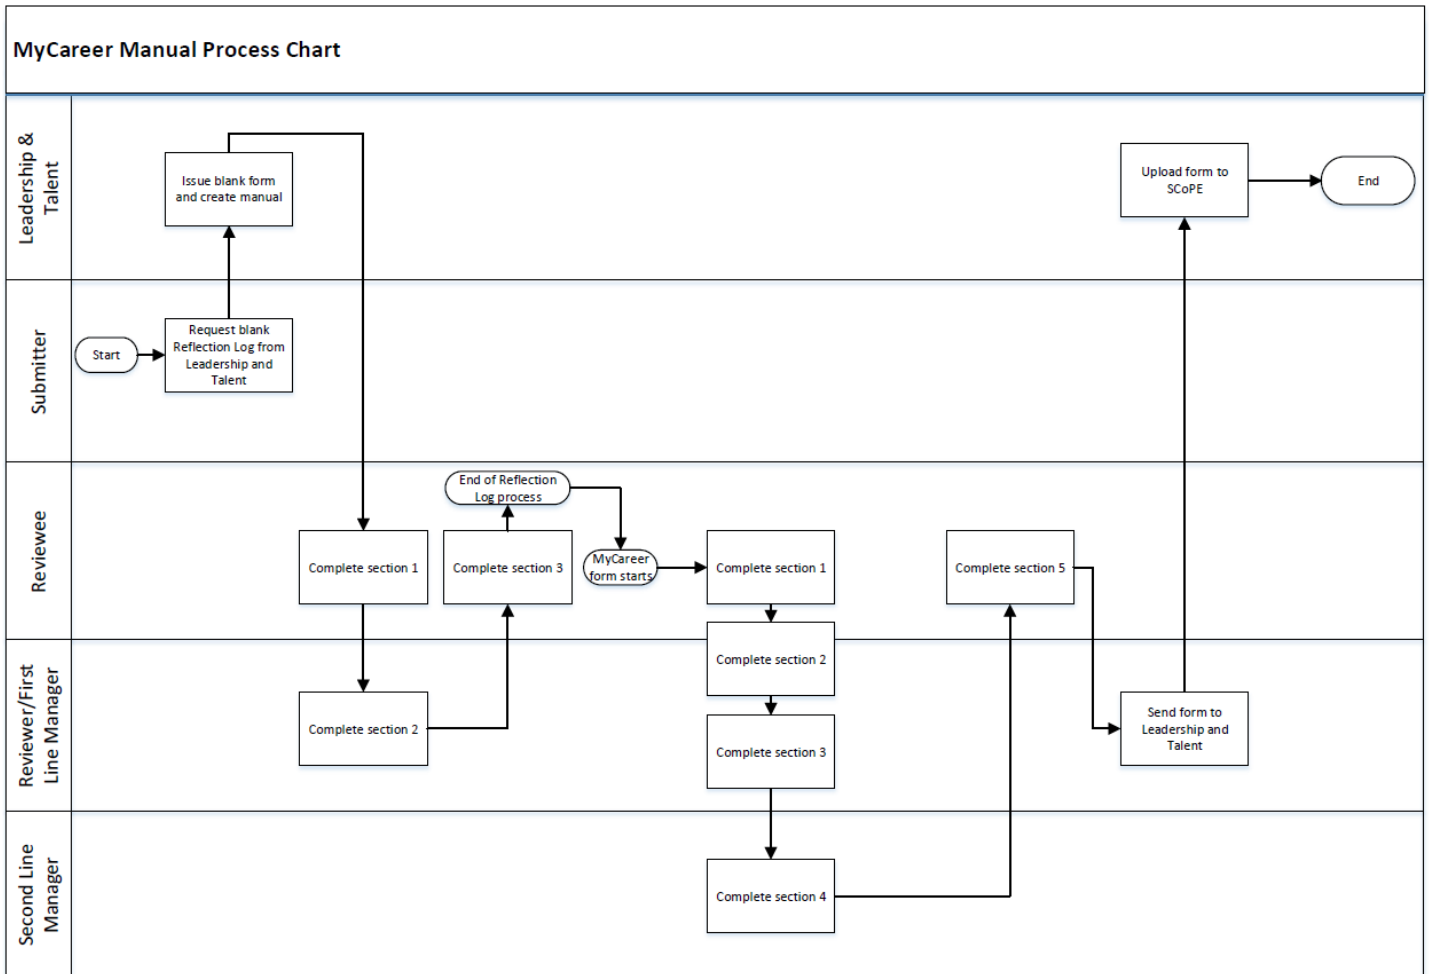 MyCareer Manual Process Chart
Leadership &
Talent
Issue blank form
and create manual
Upload form to
SCoPE
End
Submitter
Start
Request blank
Reflection Log from
Leadership and
Talent
Reviewee
Complete section 1
End of Reflection
Log process
Complete section 3
MyCareer
form starts
Complete section 1
Complete section 5
Reviewer/First
Line Manager
Complete section 2
Complete section 2
Complete section 3
Send form to
Leadership and
Talent
Second Line
Manager
Complete section 4